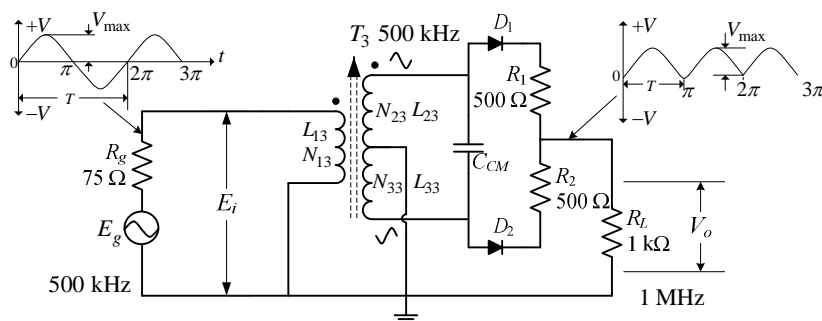 +V
V_max
0
t
π
2π
3π
T
−V
T_3 500 kHz
D_1
R_1
500 Ω
N_23 L_23
L_13
N_13
C_CM
N_33 L_33
R_2
500 Ω
D_2
R_g
75 Ω
E_i
E_g
500 kHz
+V
V_max
0
T
π
2π
3π
−V
R_L
1 kΩ
V_o
1 MHz